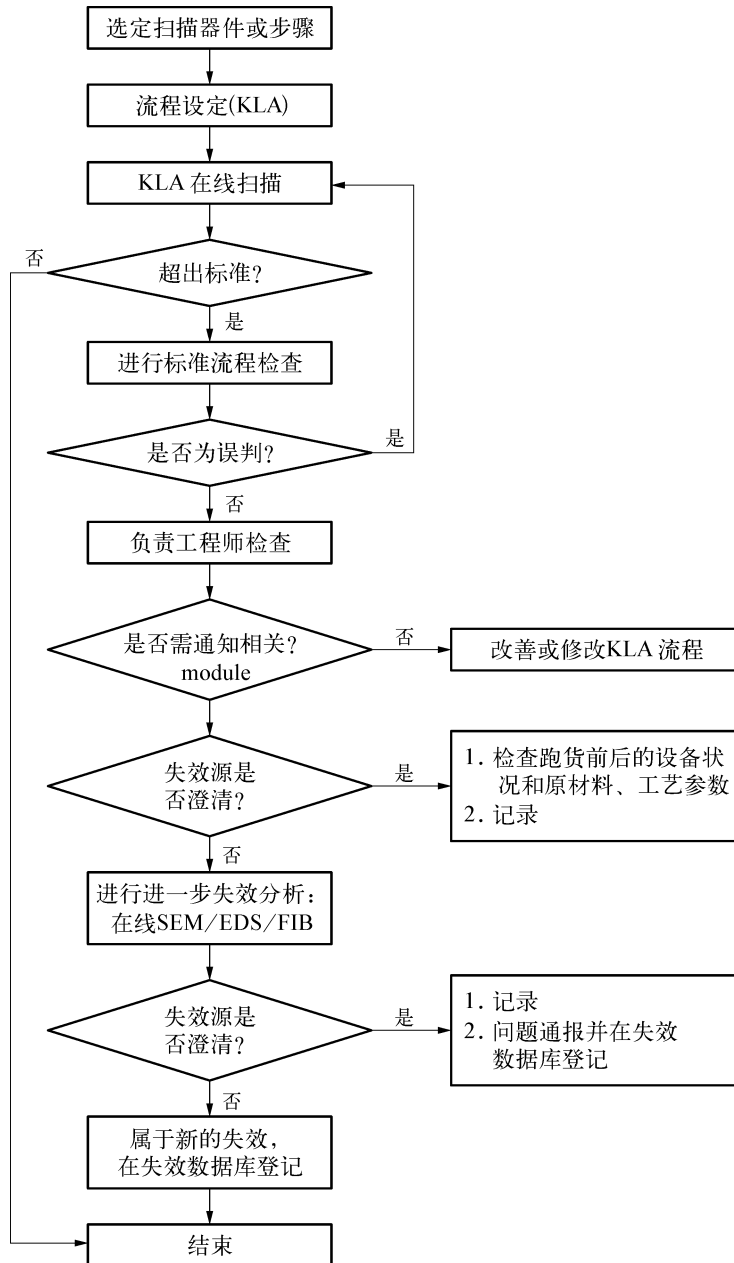 选定扫描器件或步骤
流程设定(KLA)
KLA 在线扫描
否
超出标准?
是
进行标准流程检查
是否为误判?
是
否
负责工程师检查
是否需通知相关?
module
否
改善或修改KLA 流程
失效源是
否澄清?
是
1. 检查跑货前后的设备状
况和原材料、工艺参数
2. 记录
否
进行进一步失效分析:
在线SEM/EDS/FIB
失效源是
否澄清?
是
1. 记录
2. 问题通报并在失效
数据库登记
否
属于新的失效,
在失效数据库登记
结束